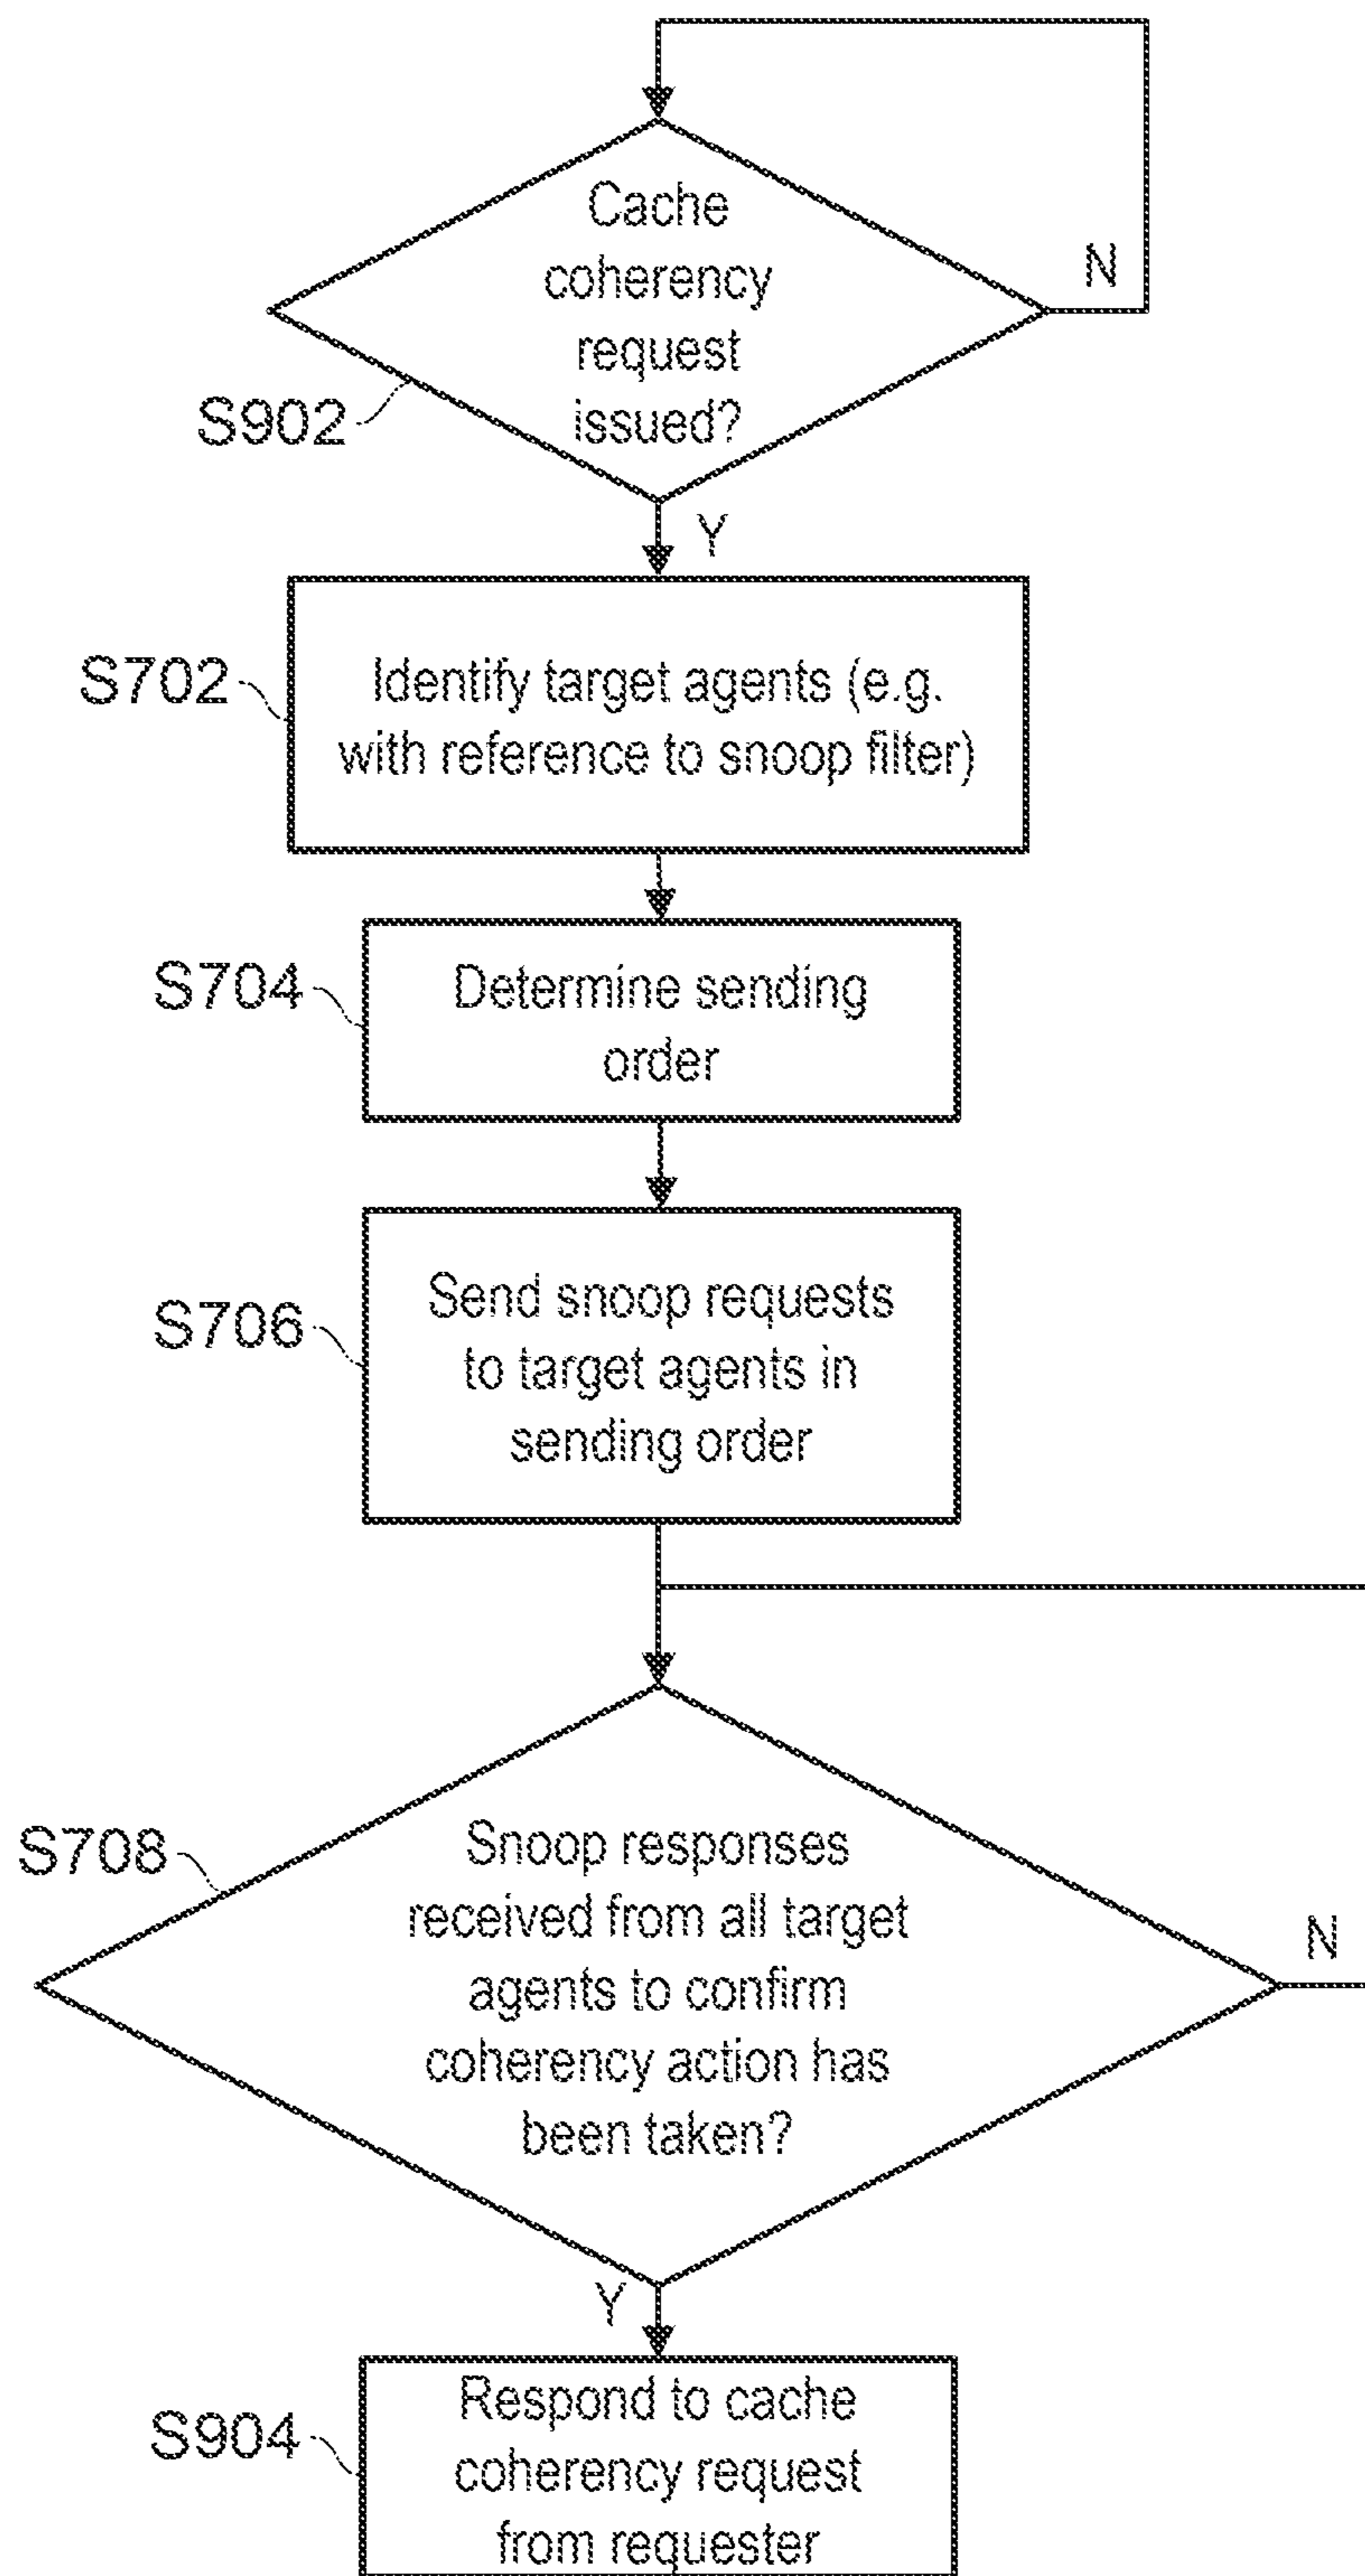 Cache
coherency
request
issued?
N
S902
Y
S702
Identify target agents (e.g.
with reference to snoop filter)
S704
Determine sending
order
S706
Send snoop requests
to target agents in
sending order
S708
Snoop responses
received from all target
agents to confirm
coherency action has
been taken?
N
Y
S904
Respond to cache
coherency request
from requester